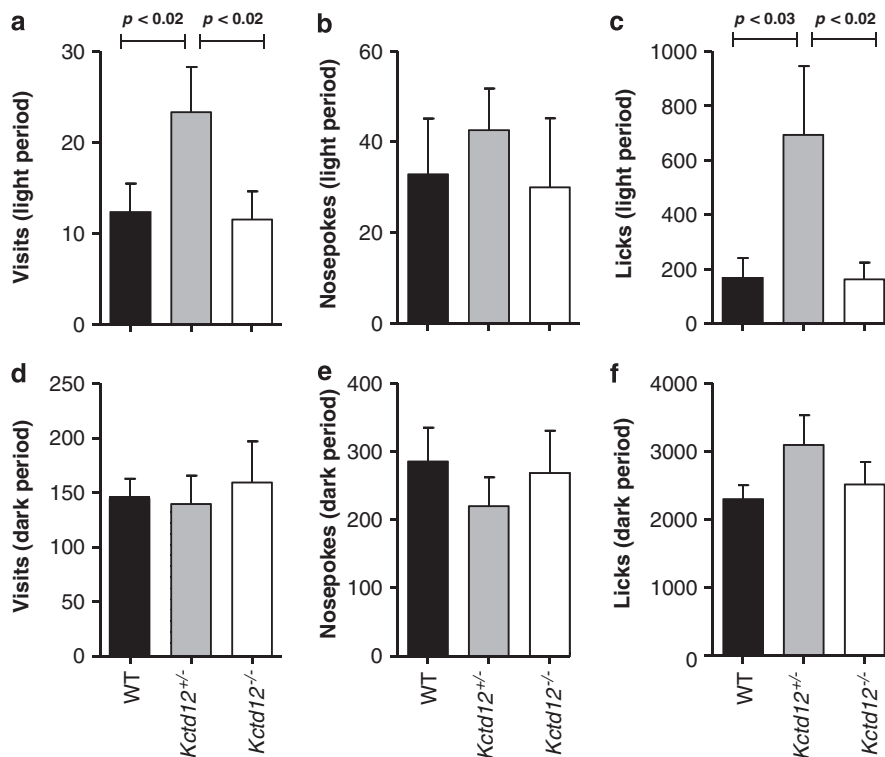 a
p < 0.02 p < 0.02
Visits (light period)
30
20
10
0
b
Nosepokes (light period)
60
40
20
0
c
p < 0.03 p < 0.02
Licks (light period)
1000
800
600
400
200
0
d
Visits (dark period)
250
200
150
100
50
0
WT
Kctd12+/-
Kctd12-/-
e
Nosepokes (dark period)
400
300
200
100
0
WT
Kctd12+/-
Kctd12-/-
f
Licks (dark period)
4000
3000
2000
1000
0
WT
Kctd12+/-
Kctd12-/-